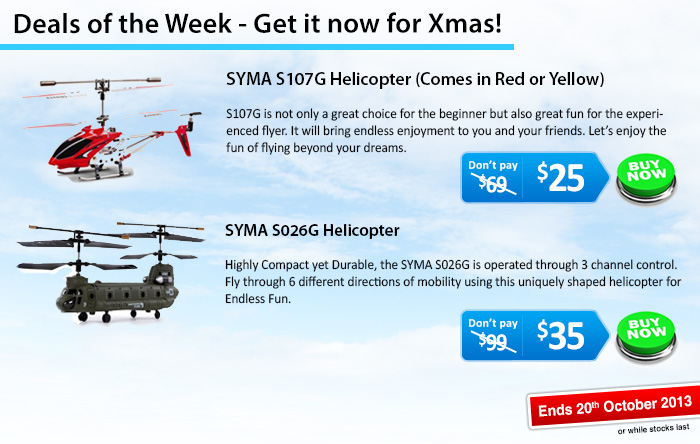 Deals of the Week - Get it now for Xmas!
SYMA S107G Helicopter (Comes in Red or Yellow)
S107G is not only a great choice for the beginner but also great fun for the experi-
enced flyer. It will bring endless enjoyment to you and your friends. Let's enjoy the
fun of flying beyond your dreams.
Don't pay
$69
$25
BUY
NOW
SYMA S026G Helicopter
Highly Compact yet Durable, the SYMA S026G is operated through 3 channel control.
Fly through 6 different directions of mobility using this uniquely shaped helicopter for
Endless Fun.
Don't pay
$99
$35
BUY
NOW
Ends 20th October 2013
or while stocks last